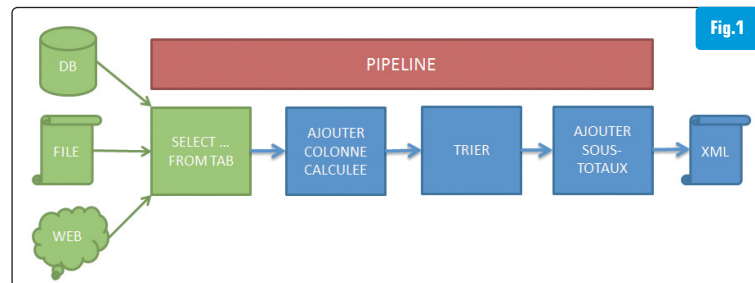 Fig.1
DB
PIPELINE
FILE
SELECT ...
FROM TAB
AJOUTER
COLONNE
CALCULEE
TRIER
AJOUTER
SOUS-
TOTAUX
XML
WEB